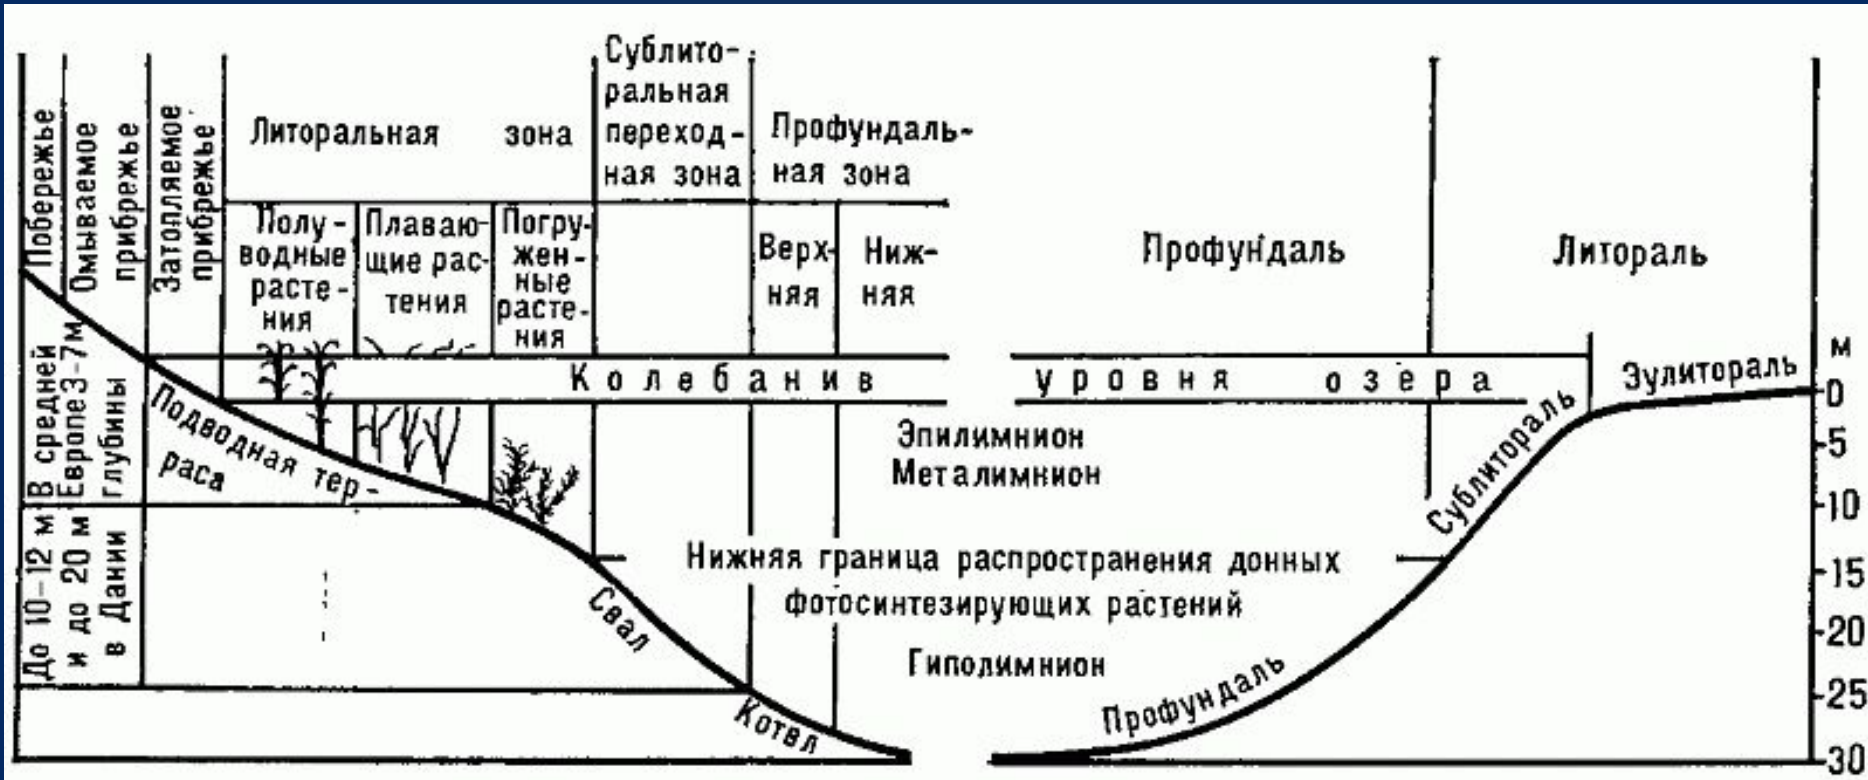 Побережье
Омываемое
прибрежье
Затопляемое
прибрежье
Литоральная зона
Сублито-
ральная
переход-
ная зона
Профундаль-
ная зона
Полу-
водные
расте-
ния
Плаваю-
щие рас-
тения
Погру-
жен-
ные
расте-
ния
Верх-
няя
Ниж-
няя
Профундаль
Литораль
Колебанив уровня озера
Эулитораль
м
0
5
10
15
20
25
30
В средней
Европе 3-7м
глубины
До 10-12 м
и до 20 м
в Дании
Подводная тер-
раса
Эпилимнион
Металимнион
Сублитораль
Нижняя граница распространения донных
фотосинтезирующих растений
Свал
Гиполимнион
Котвл
Профундаль